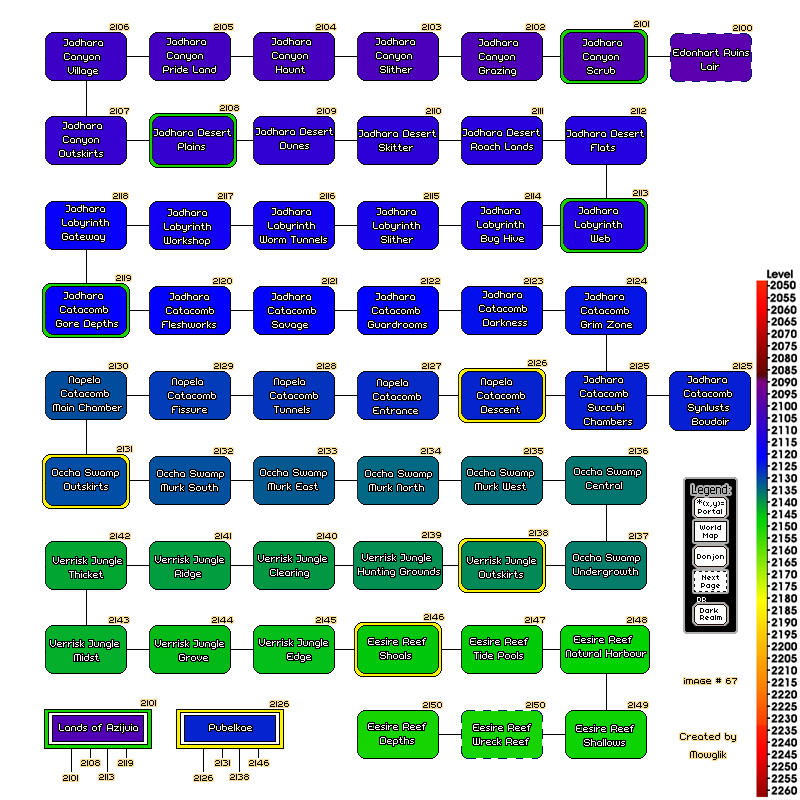 2106
2105
2104
2103
2102
2101
2100
Jadhara
Canyon
Village
Jadhara
Canyon
Pride Land
Jadhara
Canyon
Haunt
Jadhara
Canyon
Slither
Jadhara
Canyon
Grazing
Jadhara
Canyon
Scrub
Edonhart Ruins
Lair
2107
2108
2109
2110
2111
2112
Jadhara
Canyon
Outskirts
Jadhara Desert
Plains
Jadhara Desert
Dunes
Jadhara Desert
Skitter
Jadhara Desert
Roach Lands
Jadhara Desert
Flats
2118
2117
2116
2115
2114
2113
Jadhara
Labyrinth
Gateway
Jadhara
Labyrinth
Workshop
Jadhara
Labyrinth
Worm Tunnels
Jadhara
Labyrinth
Slither
Jadhara
Labyrinth
Bug Hive
Jadhara
Labyrinth
Web
2119
2120
2121
2122
2123
2124
Jadhara
Catacomb
Gore Depths
Jadhara
Catacomb
Fleshworks
Jadhara
Catacomb
Savage
Jadhara
Catacomb
Guardrooms
Jadhara
Catacomb
Darkness
Jadhara
Catacomb
Grim Zone
2130
2129
2128
2127
2126
2125
2125
Napela
Catacomb
Main Chamber
Napela
Catacomb
Fissure
Napela
Catacomb
Tunnels
Napela
Catacomb
Entrance
Napela
Catacomb
Descent
Jadhara
Catacomb
Succubi
Chambers
Jadhara
Catacomb
Synlusts
Boudoir
2131
2132
2133
2134
2135
2136
Occha Swamp
Outskirts
Occha Swamp
Murk South
Occha Swamp
Murk East
Occha Swamp
Murk North
Occha Swamp
Murk West
Occha Swamp
Central
2142
2141
2140
2139
2138
2137
Verrisk Jungle
Thicket
Verrisk Jungle
Ridge
Verrisk Jungle
Clearing
Verrisk Jungle
Hunting Grounds
Verrisk Jungle
Outskirts
Occha Swamp
Undergrowth
2143
2144
2145
2146
2147
2148
Verrisk Jungle
Midst
Verrisk Jungle
Grove
Verrisk Jungle
Edge
Eesire Reef
Shoals
Eesire Reef
Tide Pools
Eesire Reef
Natural Harbour
2101
2126
2150
2150
2149
Lands of Azijuia
Pubelkae
Eesire Reef
Depths
Eesire Reef
Wreck Reef
Eesire Reef
Shallows
2108
2119
2101
2113
2131
2146
2126
2138
Level
2050
2055
2060
2065
2070
2075
2080
2085
2090
2095
2100
2105
2110
2115
2120
2125
2130
2135
2140
2145
2150
2155
2160
2165
2170
2175
2180
2185
2190
2195
2200
2205
2210
2215
2220
2225
2230
2235
2240
2245
2250
2255
2260
Legend:
*(x,y)=
Portal
World
Map
Donjon
Next
Page
OR
Dark
Realm
image # 67
Created by
Mowglik